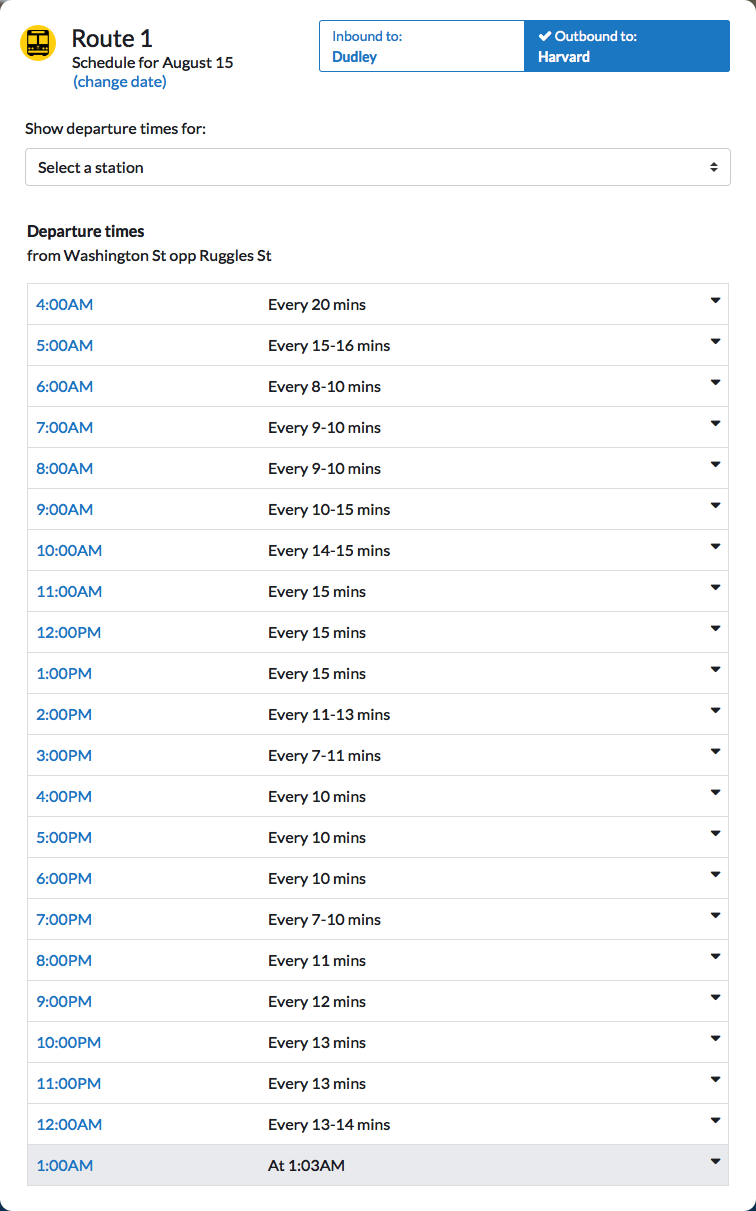 Route 1
Schedule for August 15
(change date)
Inbound to:
Dudley
Outbound to:
Harvard
Show departure times for:
Select a station
Departure times
from Washington St opp Ruggles St
4:00AM Every 20 mins
5:00AM Every 15-16 mins
6:00AM Every 8-10 mins
7:00AM Every 9-10 mins
8:00AM Every 9-10 mins
9:00AM Every 10-15 mins
10:00AM Every 14-15 mins
11:00AM Every 15 mins
12:00PM Every 15 mins
1:00PM Every 15 mins
2:00PM Every 11-13 mins
3:00PM Every 7-11 mins
4:00PM Every 10 mins
5:00PM Every 10 mins
6:00PM Every 10 mins
7:00PM Every 7-10 mins
8:00PM Every 11 mins
9:00PM Every 12 mins
10:00PM Every 13 mins
11:00PM Every 13 mins
12:00AM Every 13-14 mins
1:00AM At 1:03AM